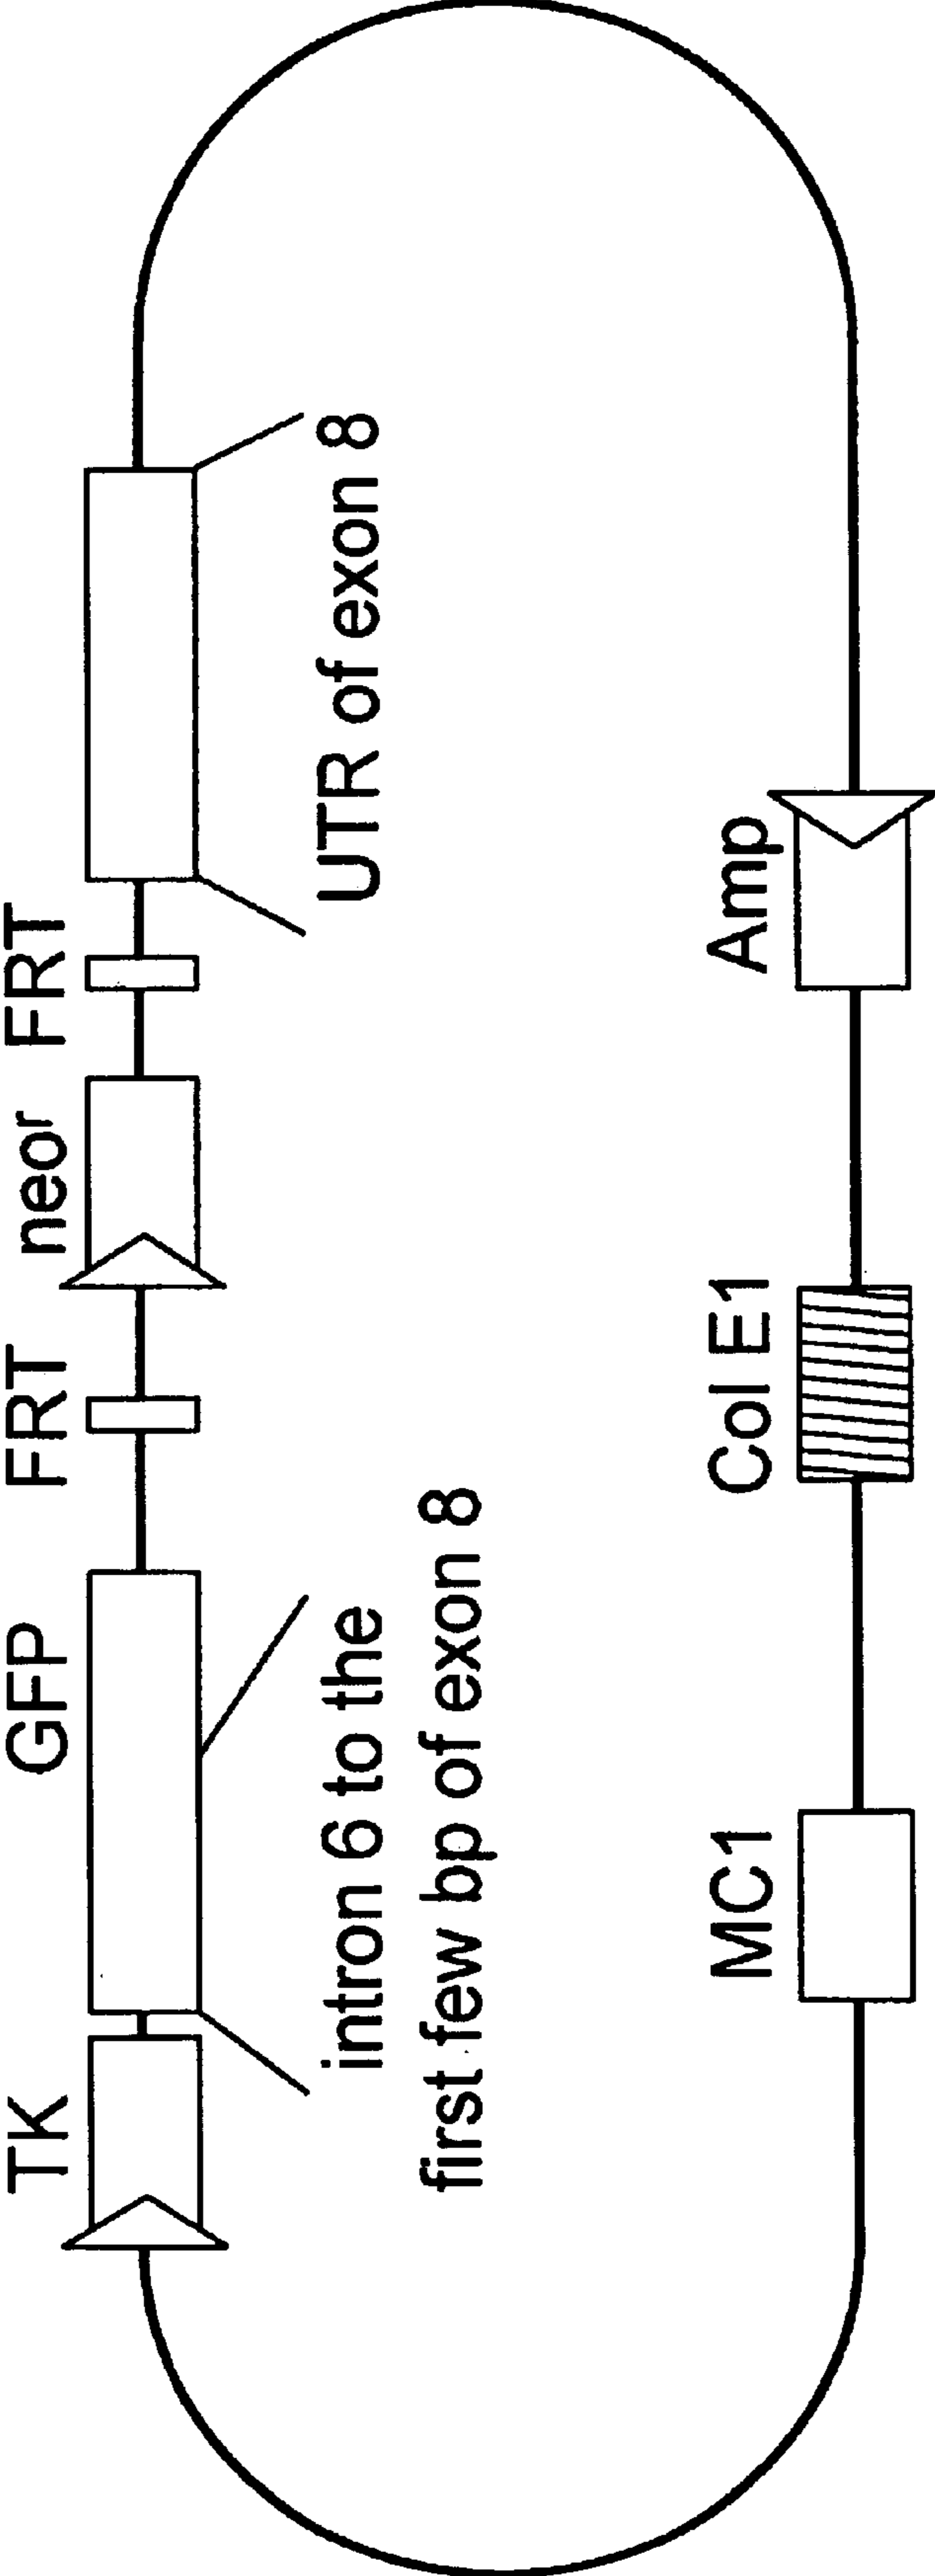 TK
GFP
FRT
neoʳ
FRT
intron 6 to the
first few bp of exon 8
UTR of exon 8
MC1
Col E1
Amp